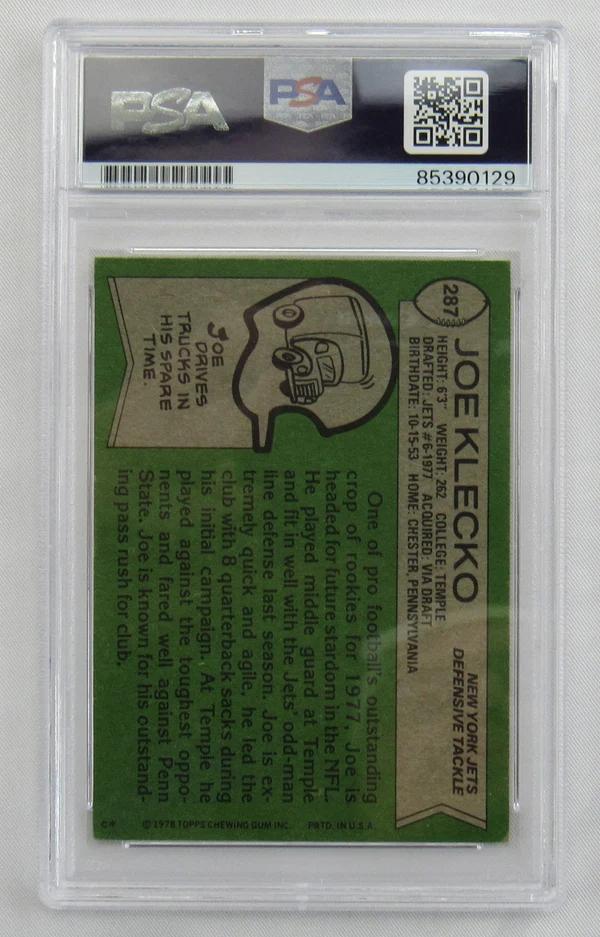 PSA
PSA
85390129
287
JOE KLECKO
NEW YORK JETS
DEFENSIVE TACKLE
HEIGHT: 6'3" WEIGHT: 262 COLLEGE: TEMPLE
DRAFTED: JETS #6-1977 ACQUIRED: VIA DRAFT
BIRTHDATE: 10-15-53 HOME: CHESTER, PENNSYLVANIA
JOE
DRIVES
TRUCKS IN
HIS SPARE
TIME.
One of pro football's outstanding
crop of rookies for 1977, Joe is
headed for future stardom in the NFL.
He played middle guard at Temple
and fit in well with the Jets' odd-man
line defense last season. Joe is ex-
tremely quick and agile, he led the
club with 8 quarterback sacks during
his initial campaign. At Temple he
played against the toughest oppo-
nents and fared well against Penn
State. Joe is known for his outstand-
ing pass rush for club.
C* © 1978 TOPPS CHEWING GUM INC. PRTD. IN U.S.A.